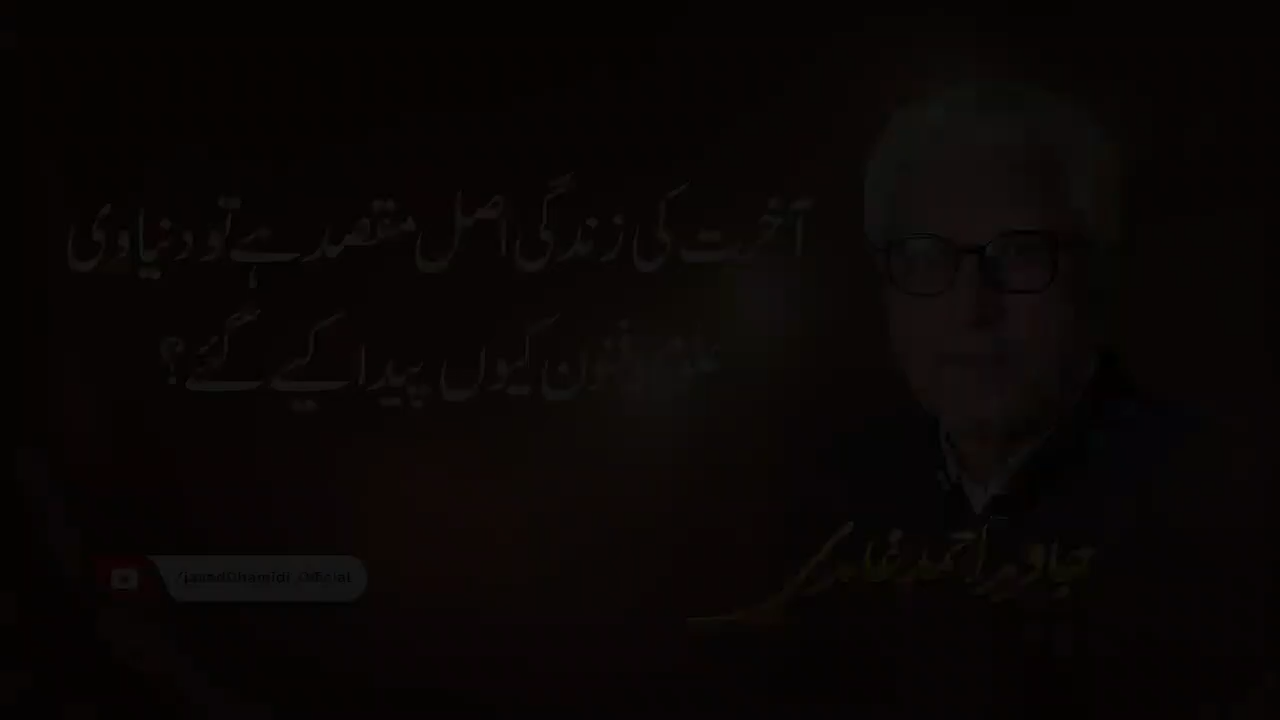 آخرت کی زندگی اصل مقصد ہے تو دنیاوی
علوم و فنون کیوں پیدا کیے گئے؟
جاوید احمد غامدی
/JavedGhamidi_Official